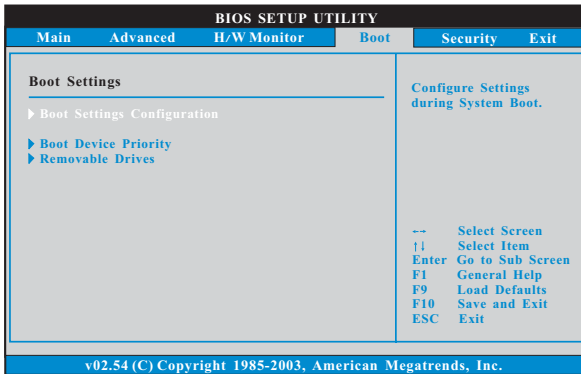 BIOS SETUP UTILITY
Main Advanced H/W Monitor Boot Security Exit
Boot Settings
Boot Settings Configuration
Boot Device Priority
Removable Drives
Configure Settings
during System Boot.
←→ Select Screen
↑↓ Select Item
Enter Go to Sub Screen
F1 General Help
F9 Load Defaults
F10 Save and Exit
ESC Exit
v02.54 (C) Copyright 1985-2003, American Megatrends, Inc.